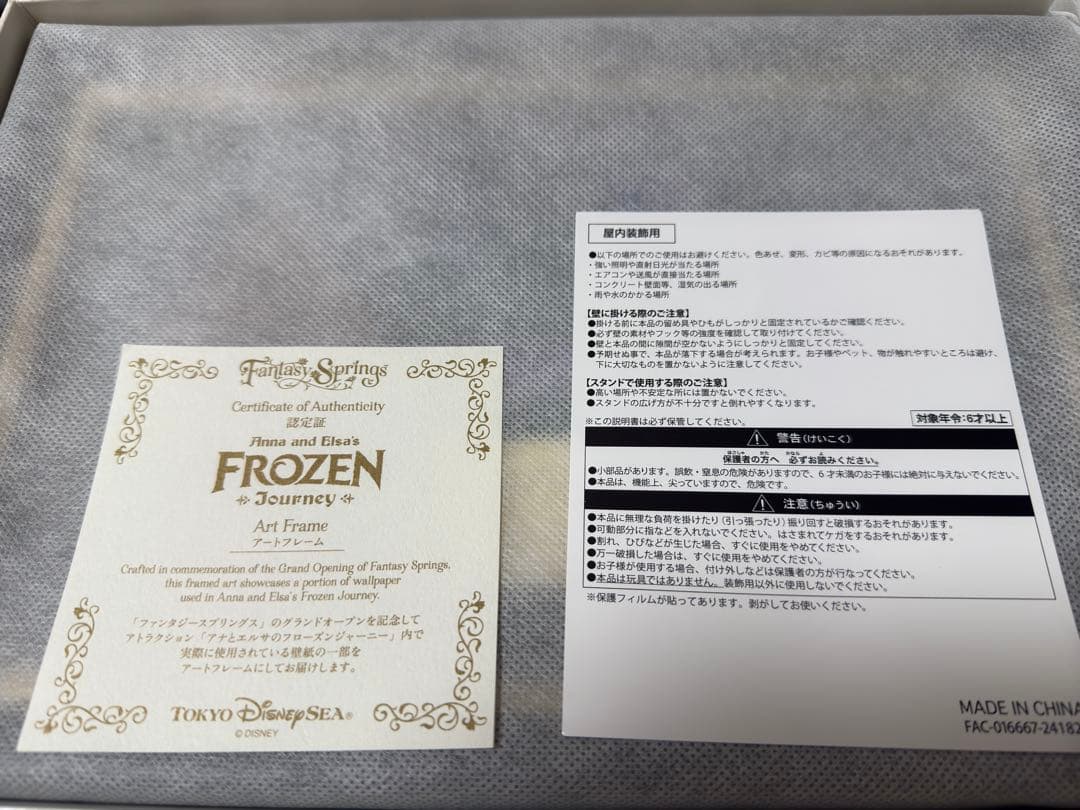 Fantasy Springs
Certificate of Authenticity
認定証
Anna and Elsa's
FROZEN
Journey
Art Frame
アートフレーム
Crafted in commemoration of the Grand Opening of Fantasy Springs,
this framed art showcases a portion of wallpaper
used in Anna and Elsa's Frozen Journey.
「ファンタジースプリングス」のグランドオープンを記念して
アトラクション「アナとエルサのフローズンジャーニー」内で
実際に使用されている壁紙の一部を
アートフレームにしてお届けします。
TOKYO DISNEY SEA®
© DISNEY
屋内装飾用
●以下の場所でのご使用はお避けください。色あせ、変形、カビ等の原因になるおそれがあります。
・強い照明や直射日光が当たる場所
・エアコンや送風が直接当たる場所
・コンクリート壁面等、湿気の出る場所
・雨や水のかかる場所
【壁に掛ける際のご注意】
●掛ける前に本品の留め具やひもがしっかりと固定されているかご確認ください。
●必ず壁の素材やフック等の強度を確認して取り付けてください。
●壁と本品の間に隙間が空かないようにしっかりと固定してください。
●予期せぬ事で、本品が落下する場合が考えられます。お子様やペット、物が触れやすいところは避け、
下に大切なものを置かないように注意してください。
【スタンドで使用する際のご注意】
●高い場所や不安定な所には置かないでください。
●スタンドの広げ方が不十分ですと倒れやすくなります。
※この説明書は必ず保管してください。
対象年令:6才以上
警告(けいこく)
保護者の方へ 必ずお読みください。
●小部品があります。誤飲・窒息の危険がありますので、6才未満のお子様には絶対に与えないでください。
●本品は、機能上、尖っていますので、危険です。
注意(ちゅうい)
●本品に無理な負荷を掛けたり(引っ張ったり)振り回すと破損するおそれがあります。
●可動部分に指などを入れないでください。はさまれてケガをするおそれがあります。
●割れ、ひびなどが生じた場合、すぐに使用をやめてください。
●万一破損した場合は、すぐに使用をやめてください。
●お子様が使用する場合、付け外しなどは保護者の方が行なってください。
●本品は玩具ではありません。装飾用以外に使用しないでください。
※保護フィルムが貼ってあります。剥がしてお使いください。
MADE IN CHINA
FAC-016667-24182